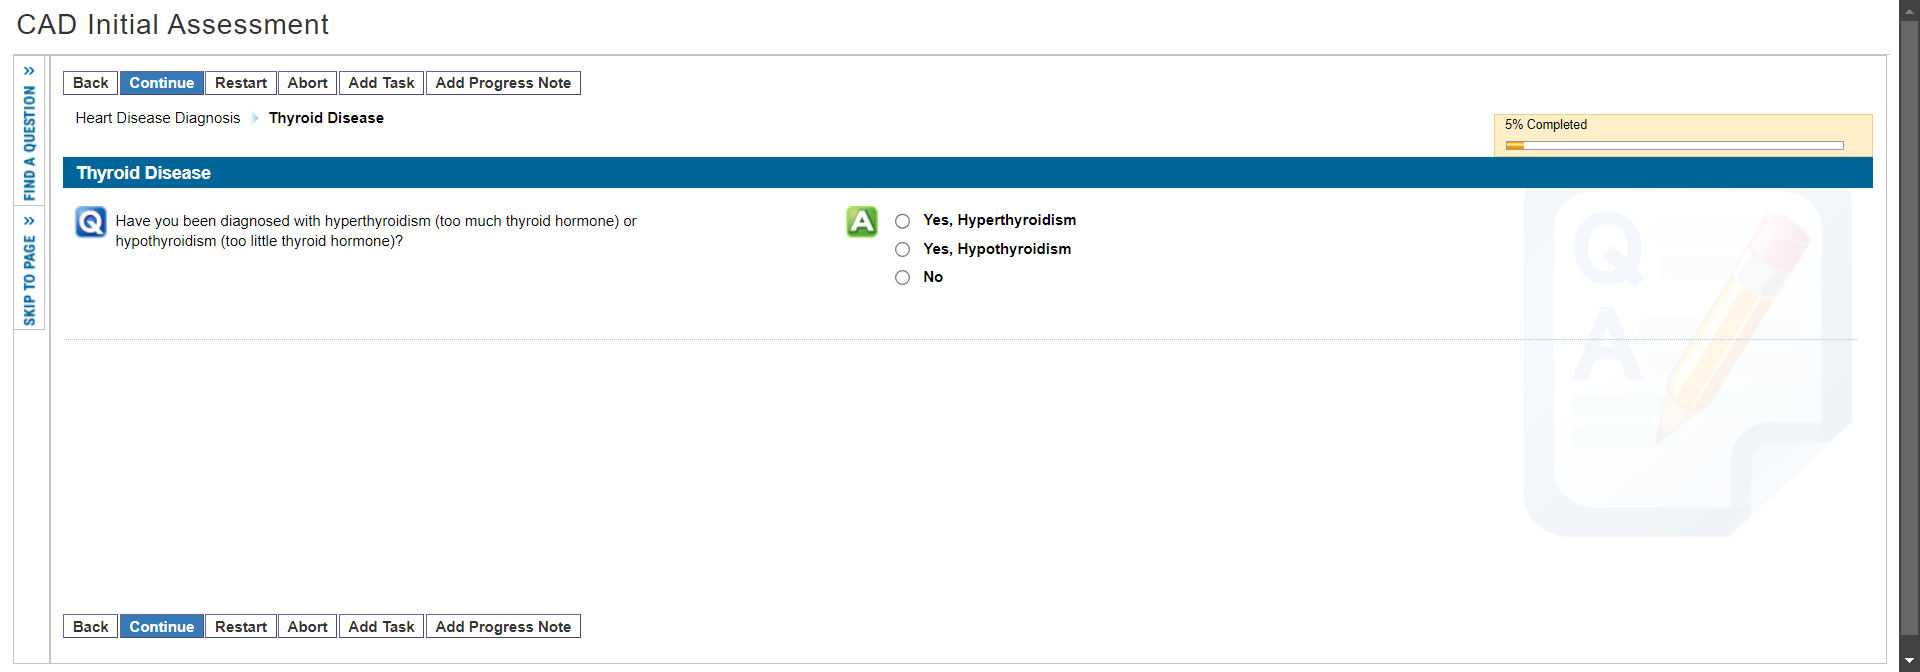 CAD Initial Assessment
» FIND A QUESTION
» SKIP TO PAGE
Back Continue Restart Abort Add Task Add Progress Note
Heart Disease Diagnosis Thyroid Disease
5% Completed
Thyroid Disease
Q Have you been diagnosed with hyperthyroidism (too much thyroid hormone) or
hypothyroidism (too little thyroid hormone)?
A Yes, Hyperthyroidism
Yes, Hypothyroidism
No
Q
A
Back Continue Restart Abort Add Task Add Progress Note